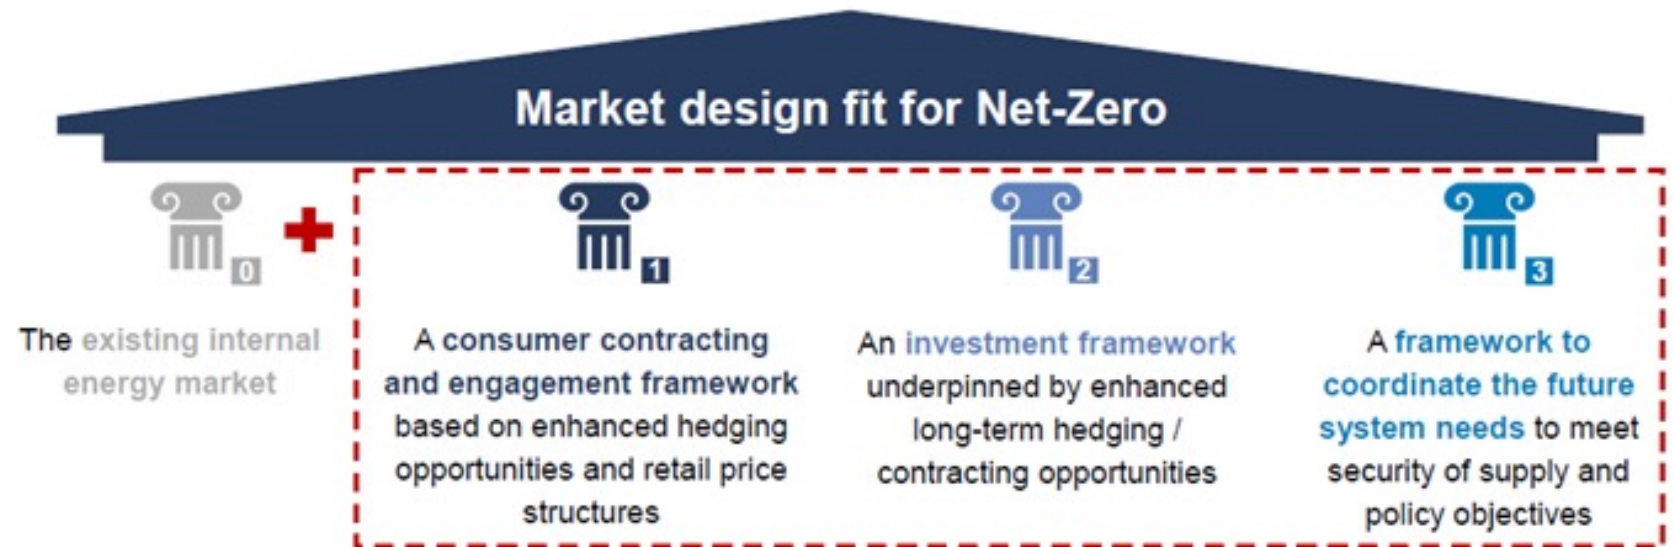 Market design fit for Net-Zero
0
1
2
3
The existing internal
energy market
A consumer contracting
and engagement framework
based on enhanced hedging
opportunities and retail price
structures
An investment framework
underpinned by enhanced
long-term hedging /
contracting opportunities
A framework to
coordinate the future
system needs to meet
security of supply and
policy objectives